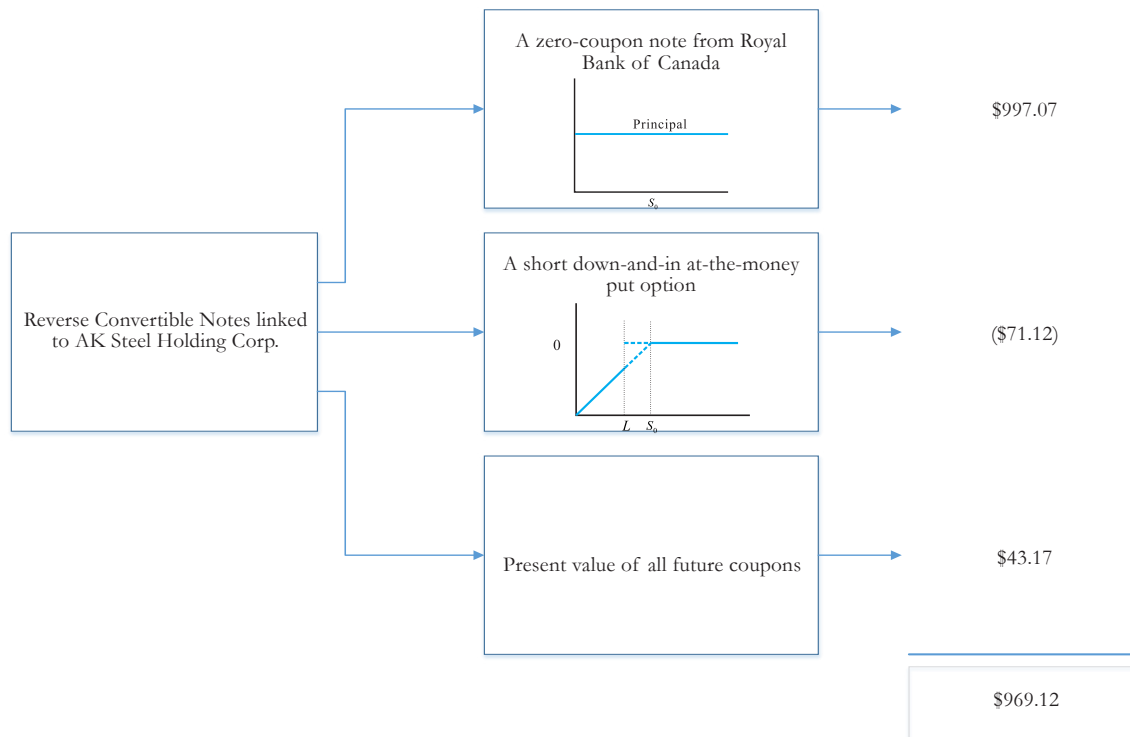 A zero-coupon note from Royal
Bank of Canada
Principal
S₀
$997.07
Reverse Convertible Notes linked
to AK Steel Holding Corp.
A short down-and-in at-the-money
put option
0
L S₀
($71.12)
Present value of all future coupons
$43.17
$969.12